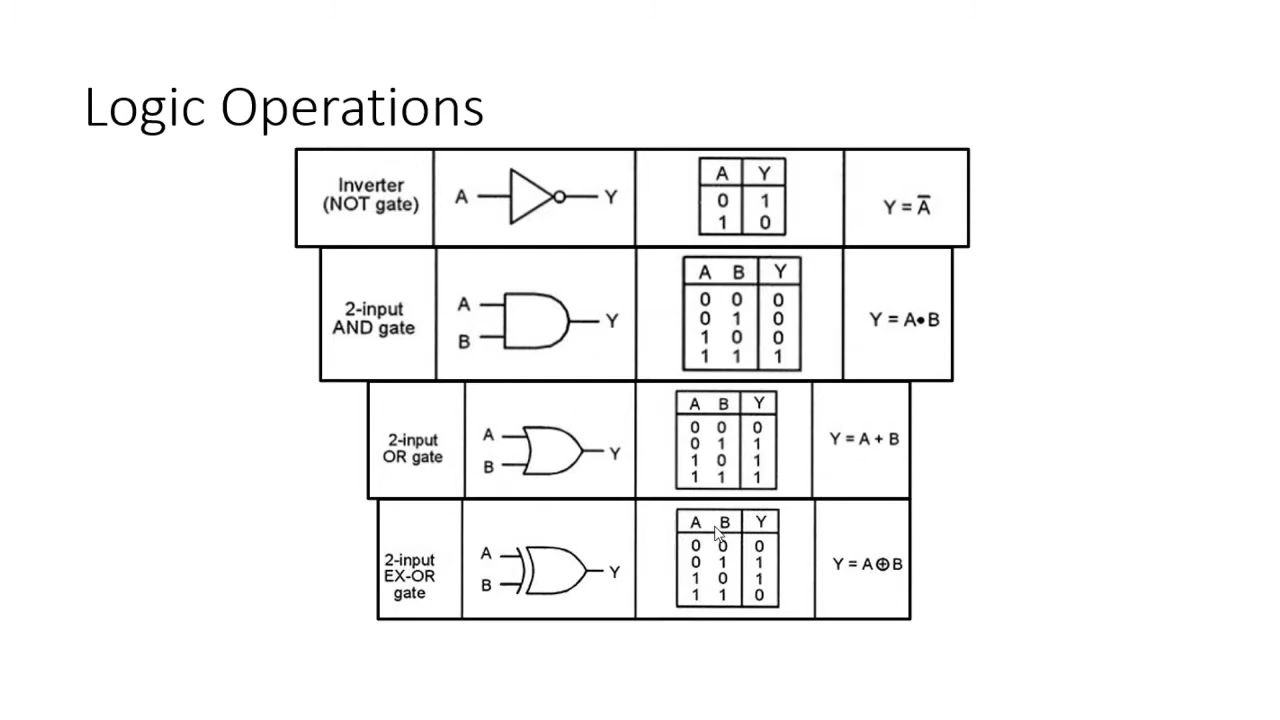 Logic Operations
Inverter
(NOT gate)
A Y
A Y
0 1
1 0
Y = A̅
2-input
AND gate
A
B
Y
A B Y
0 0 0
0 1 0
1 0 0
1 1 1
Y = A•B
2-input
OR gate
A
B
Y
A B Y
0 0 0
0 1 1
1 0 1
1 1 1
Y = A + B
2-input
EX-OR
gate
A
B
Y
A B Y
0 0 0
0 1 1
1 0 1
1 1 0
Y = A⊕B